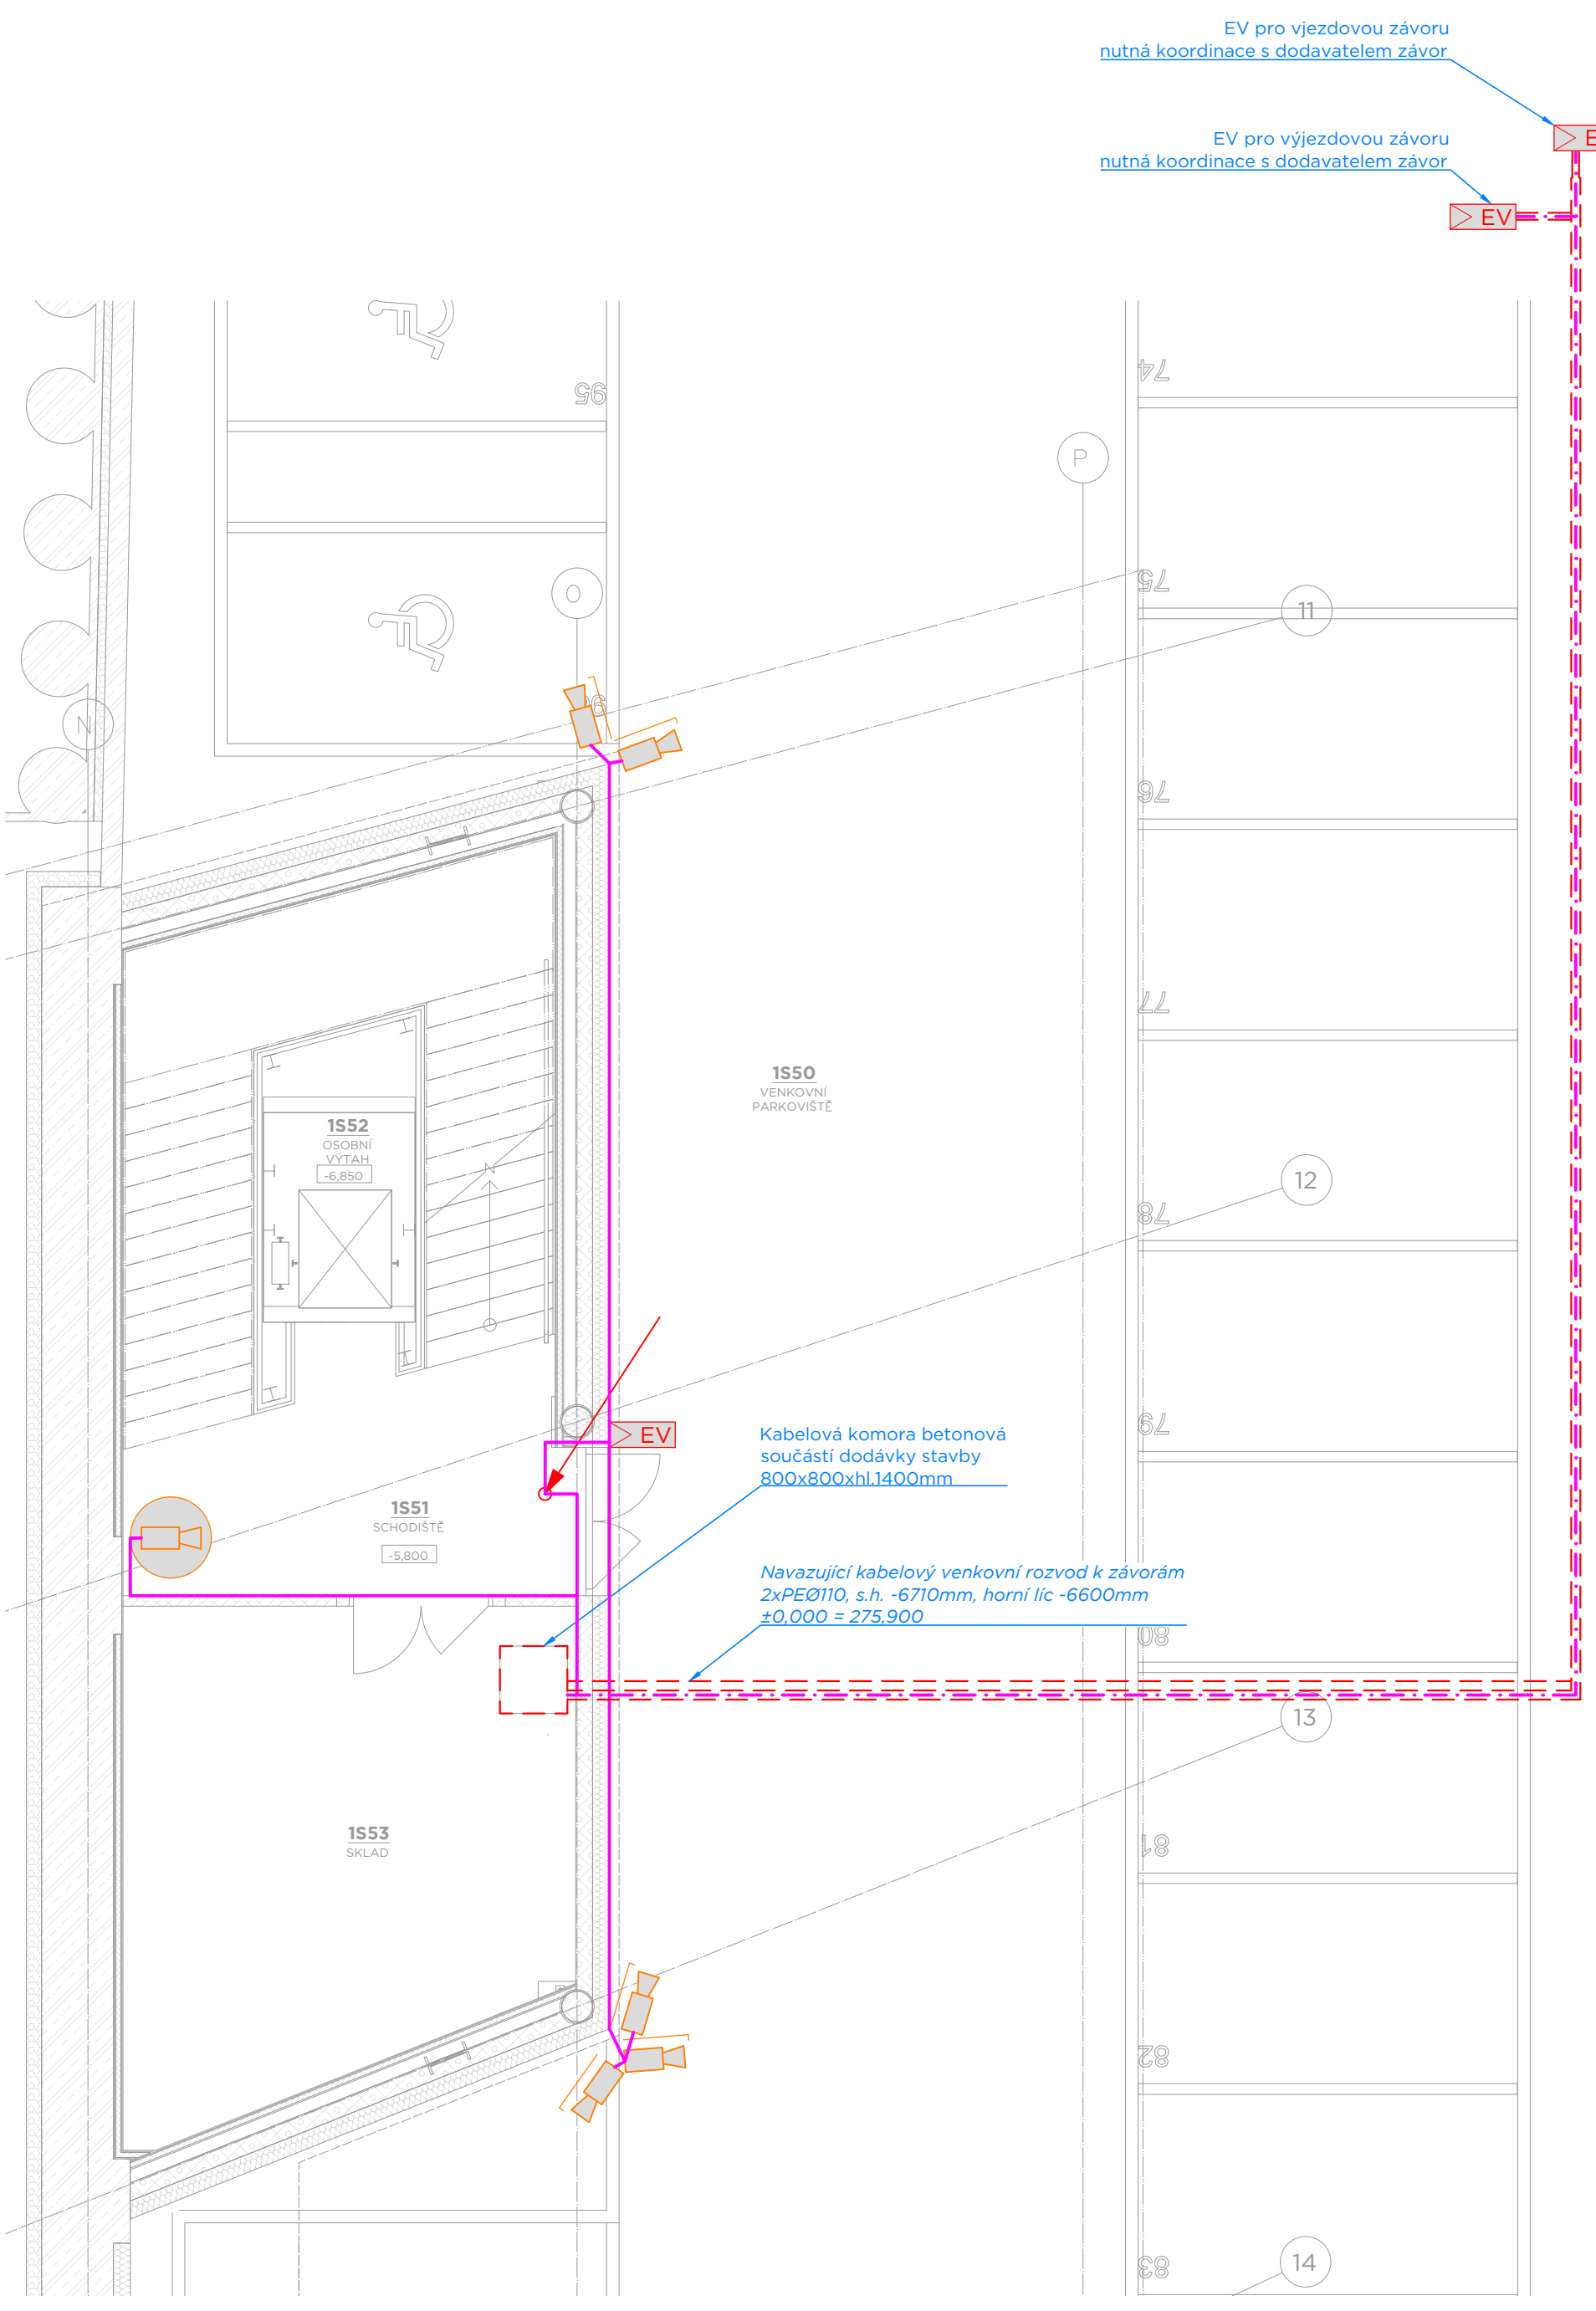 EV pro vjezdovou závoru
nutná koordinace s dodavatelem závor
EV pro výjezdovou závoru
nutná koordinace s dodavatelem závor
EV
95
74
P
75
O
11
N
76
77
1S50
VENKOVNÍ
PARKOVIŠTĚ
1S52
OSOBNÍ
VÝTAH
-6,850
N
12
78
79
EV
Kabelová komora betonová
součástí dodávky stavby
800x800xhl.1400mm
1S51
SCHODIŠTĚ
-5,800
Navazující kabelový venkovní rozvod k závorám
2xPEØ110, s.h. -6710mm, horní líc -6600mm
±0,000 = 275,900
80
13
1S53
SKLAD
81
82
83
14